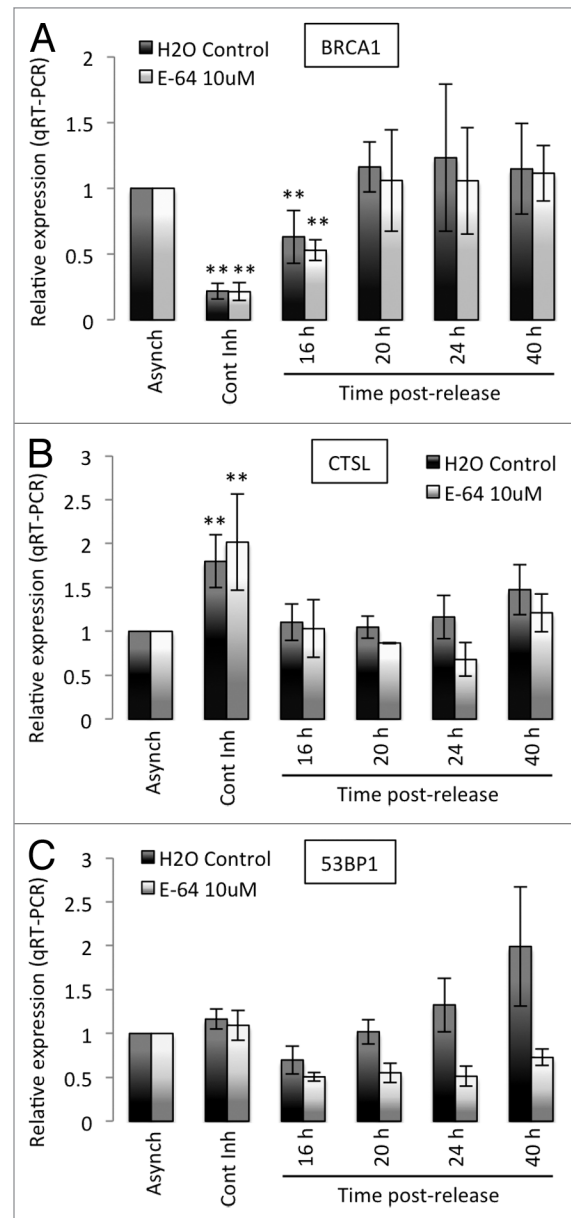 A
BRCA1
H2O Control
E-64 10uM
Relative expression (qRT-PCR)
2
1.5
1
0.5
0
** **
**
**
Asynch
Cont Inh
16 h
20 h
24 h
40 h
Time post-release
B
CTSL
H2O Control
E-64 10uM
Relative expression (qRT-PCR)
3
2.5
2
1.5
1
0.5
0
**
**
Asynch
Cont Inh
16 h
20 h
24 h
40 h
Time post-release
C
53BP1
H2O Control
E-64 10uM
Relative expression (qRT-PCR)
3
2.5
2
1.5
1
0.5
0
Asynch
Cont Inh
16 h
20 h
24 h
40 h
Time post-release